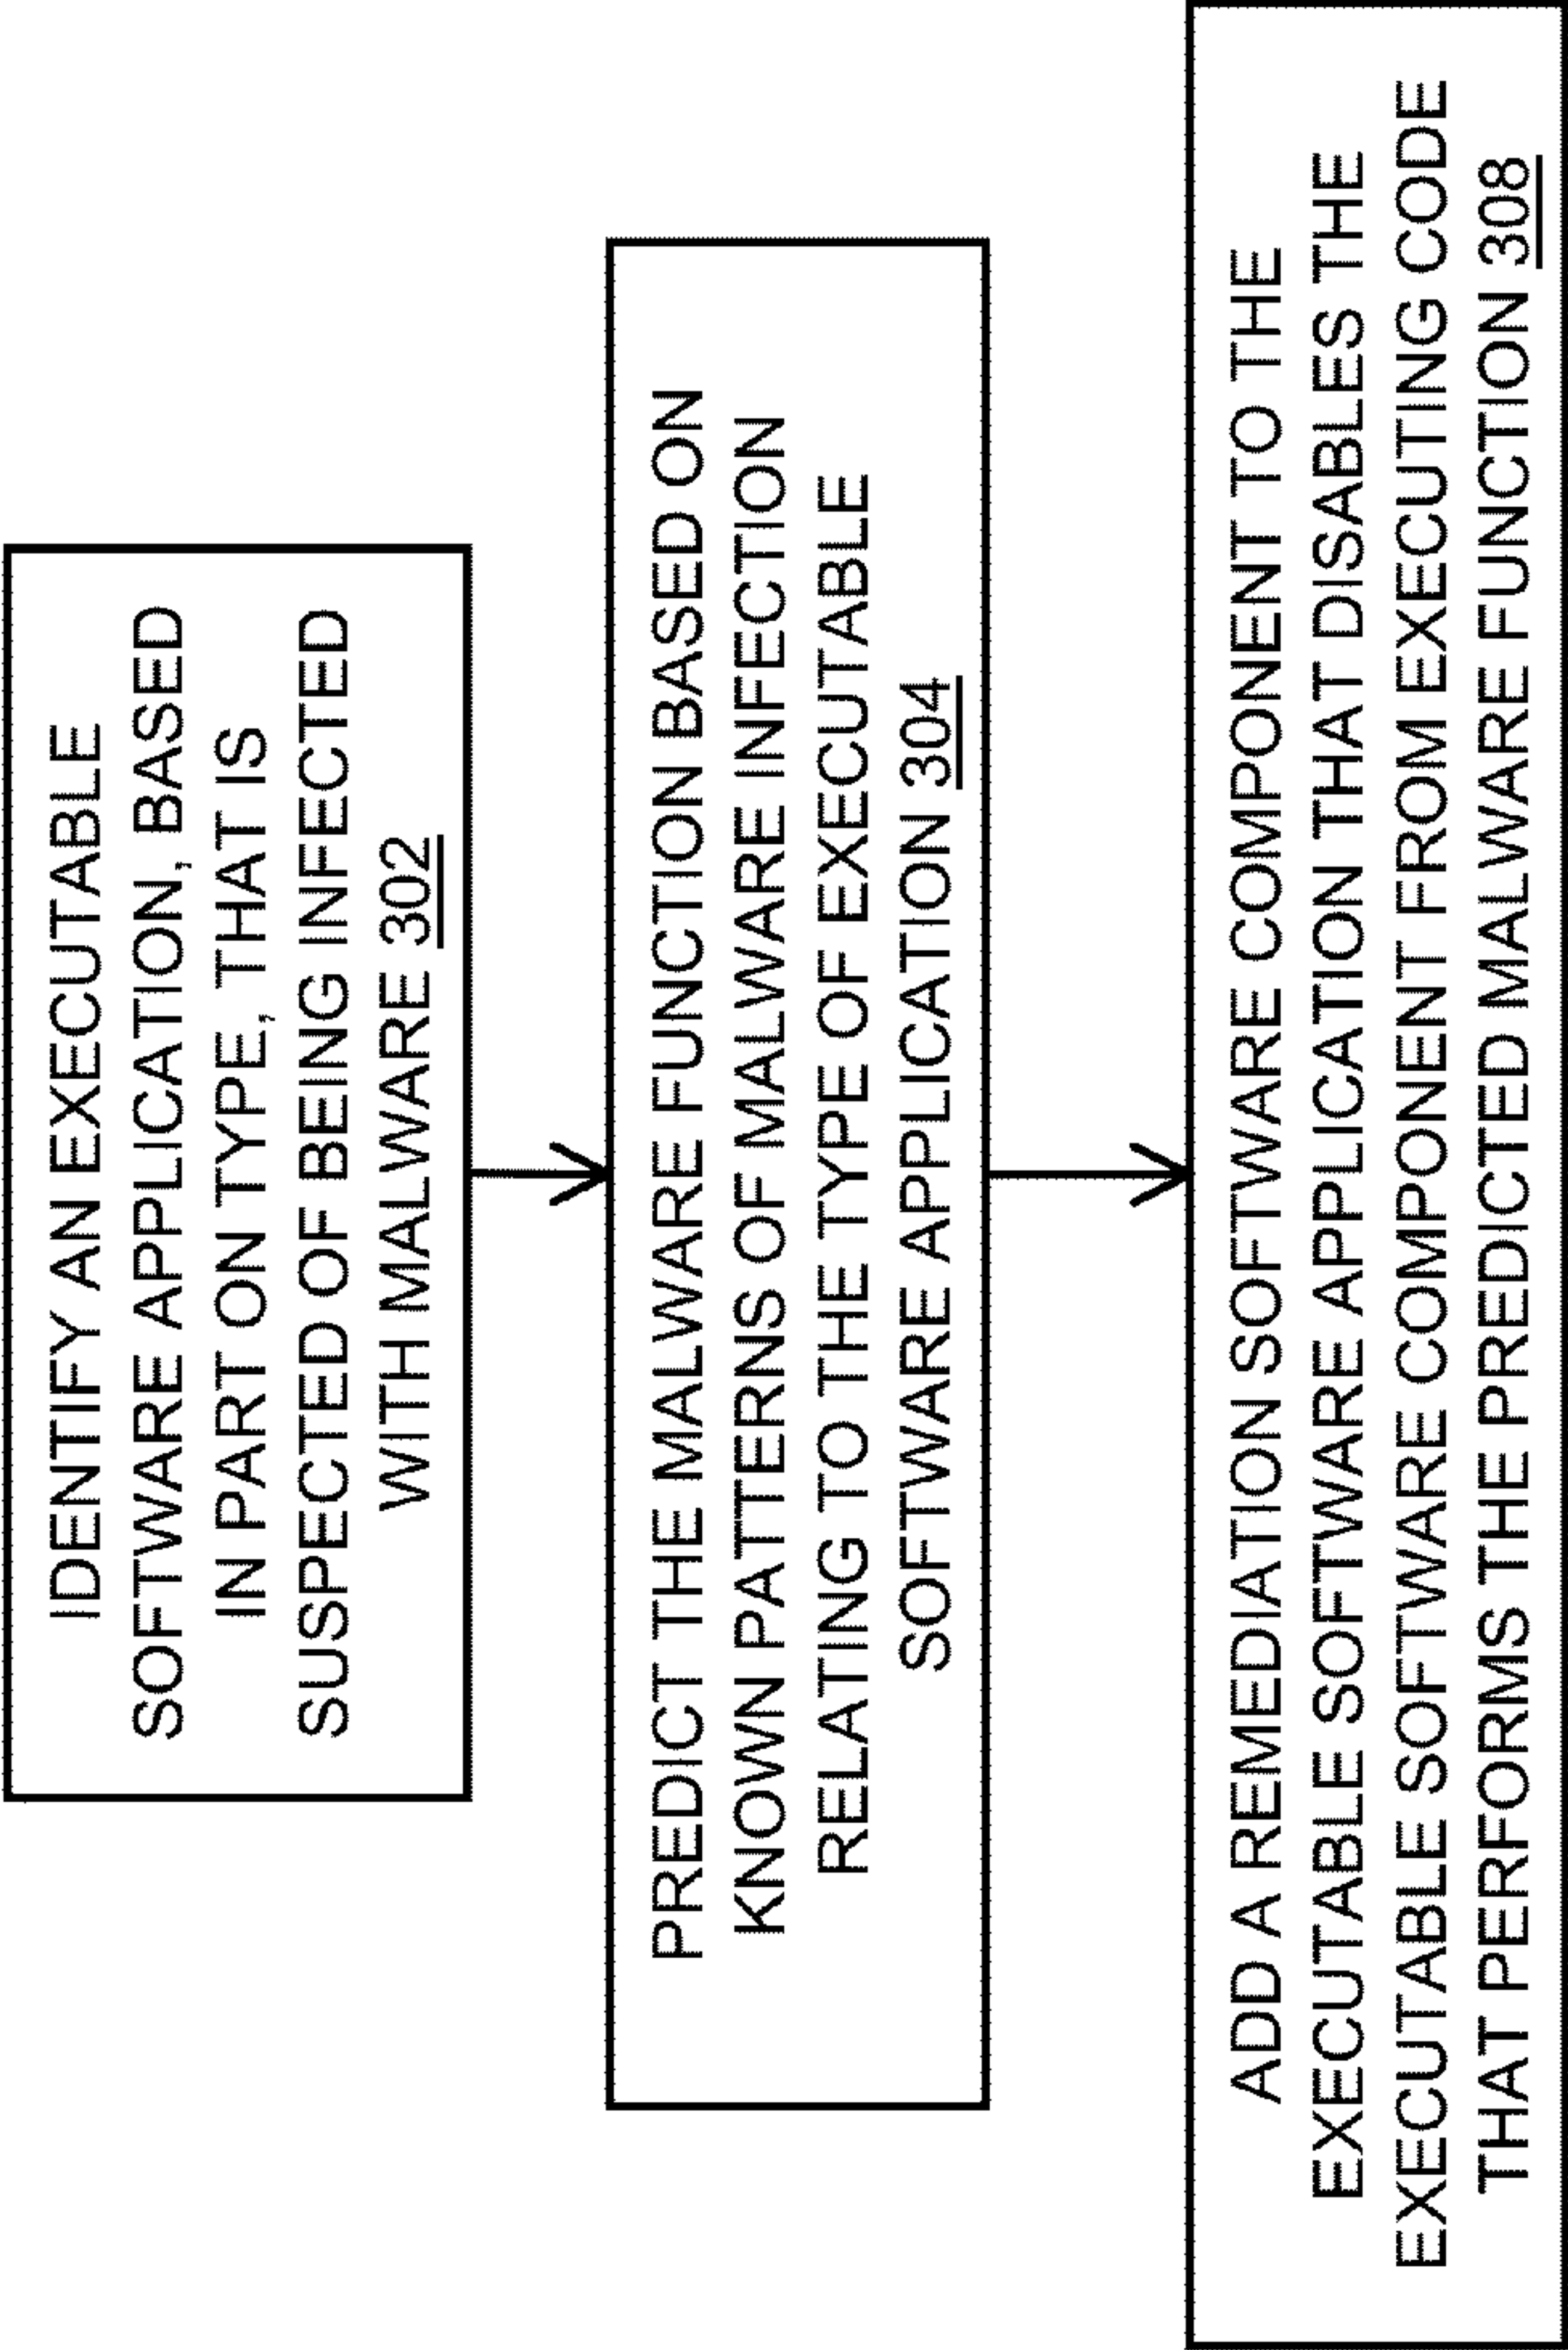 IDENTIFY AN EXECUTABLE
SOFTWARE APPLICATION, BASED
IN PART ON TYPE, THAT IS
SUSPECTED OF BEING INFECTED
WITH MALWARE 302
PREDICT THE MALWARE FUNCTION BASED ON
KNOWN PATTERNS OF MALWARE INFECTION
RELATING TO THE TYPE OF EXECUTABLE
SOFTWARE APPLICATION 304
ADD A REMEDIATION SOFTWARE COMPONENT TO THE
EXECUTABLE SOFTWARE APPLICATION THAT DISABLES THE
EXECUTABLE SOFTWARE COMPONENT FROM EXECUTING CODE
THAT PERFORMS THE PREDICTED MALWARE FUNCTION 308